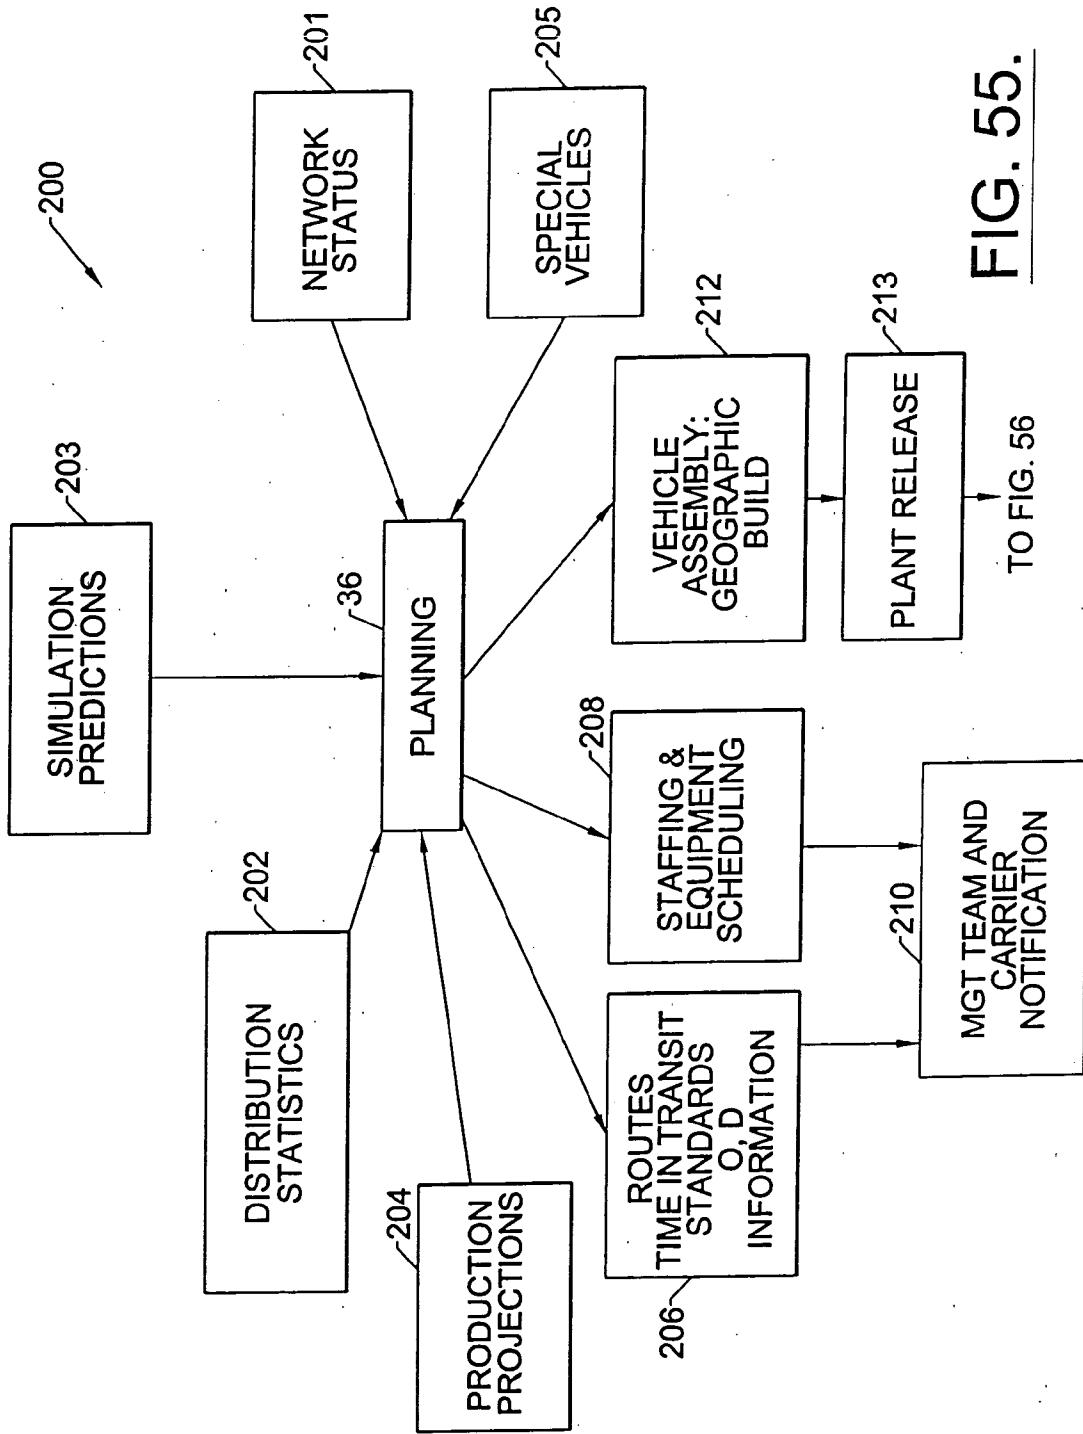 200
203
SIMULATION
PREDICTIONS
202
DISTRIBUTION
STATISTICS
201
NETWORK
STATUS
204
PRODUCTION
PROJECTIONS
36
PLANNING
205
SPECIAL
VEHICLES
206
ROUTES
TIME IN TRANSIT
STANDARDS
O, D
INFORMATION
208
STAFFING &
EQUIPMENT
SCHEDULING
212
VEHICLE
ASSEMBLY:
GEOGRAPHIC
BUILD
210
MGT TEAM AND
CARRIER
NOTIFICATION
213
PLANT RELEASE
TO FIG. 56
FIG. 55.